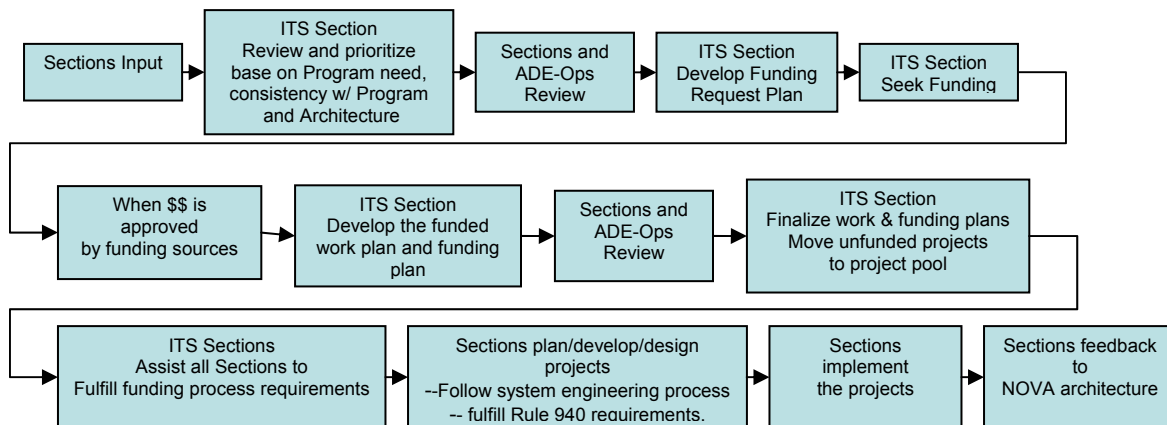 Sections Input
ITS Section
Review and prioritize
base on Program need,
consistency w/ Program
and Architecture
Sections and
ADE-Ops
Review
ITS Section
Develop Funding
Request Plan
ITS Section
Seek Funding
When $$ is
approved
by funding sources
ITS Section
Develop the funded
work plan and funding
plan
Sections and
ADE-Ops
Review
ITS Section
Finalize work & funding plans
Move unfunded projects
to project pool
ITS Sections
Assist all Sections to
Fulfill funding process requirements
Sections plan/develop/design
projects
--Follow system engineering process
-- fulfill Rule 940 requirements.
Sections
implement
the projects
Sections feedback
to
NOVA architecture